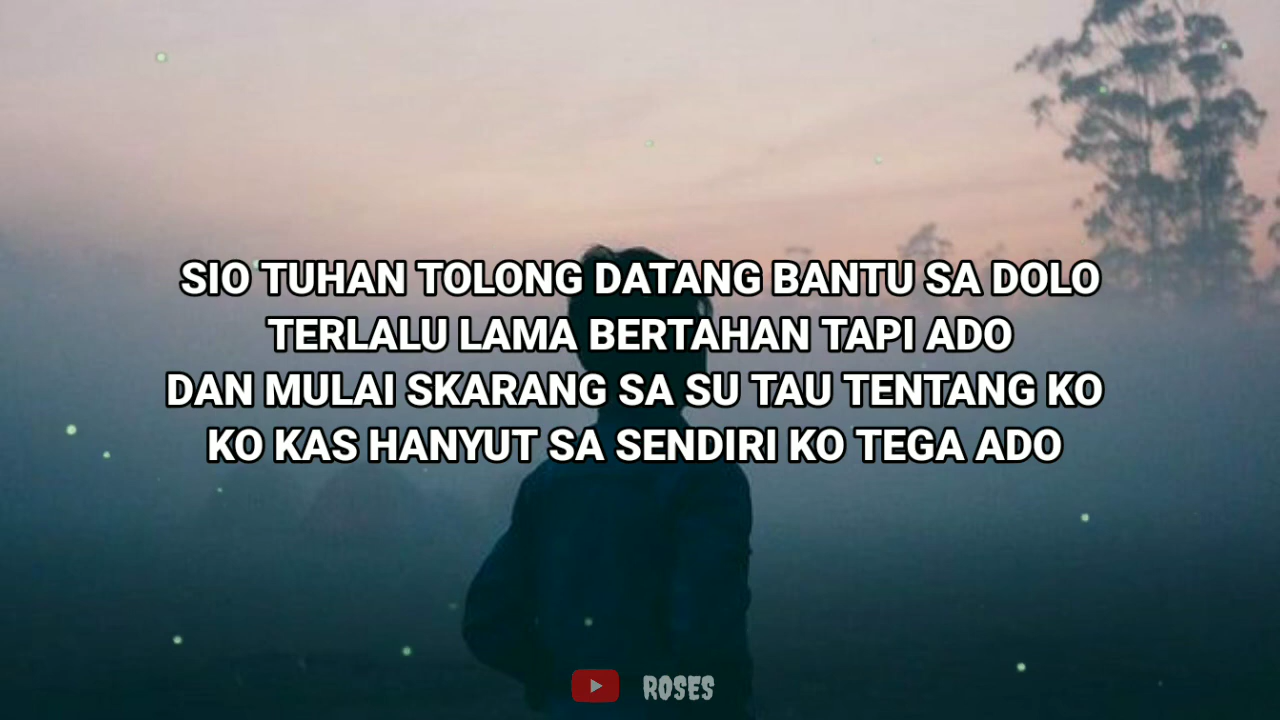 SIO TUHAN TOLONG DATANG BANTU SA DOLO
TERLALU LAMA BERTAHAN TAPI ADO
DAN MULAI SKARANG SA SU TAU TENTANG KO
KO KAS HANYUT SA SENDIRI KO TEGA ADO
ROSES